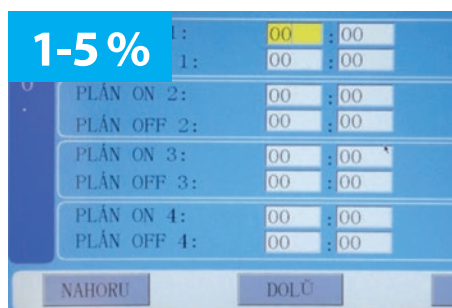 1-5 %
1: 00 : 00
1: 00 : 00
PLÁN ON 2: 00 : 00
PLÁN OFF 2: 00 : 00
PLÁN ON 3: 00 : 00
PLÁN OFF 3: 00 : 00
PLÁN ON 4: 00 : 00
PLÁN OFF 4: 00 : 00
NAHORU DOLŮ